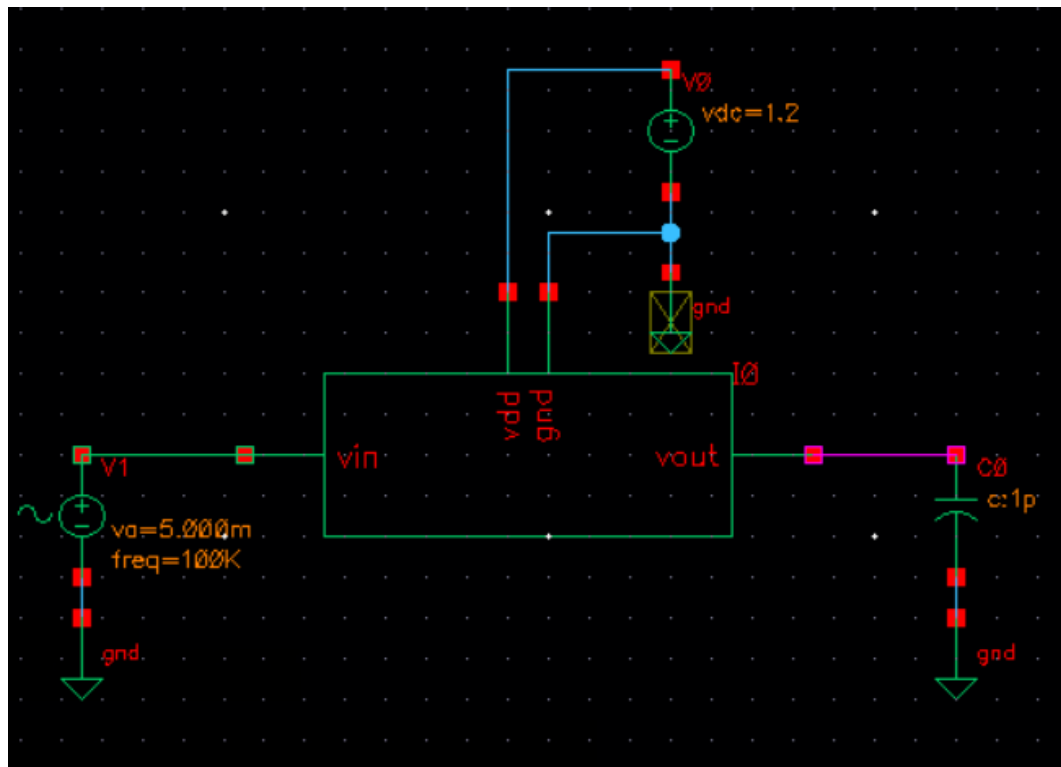 V0
vdc=1.2
gnd
I0
vdd
gnd
vin
vout
V1
va=5.000m
freq=100K
gnd
C0
c:1p
gnd